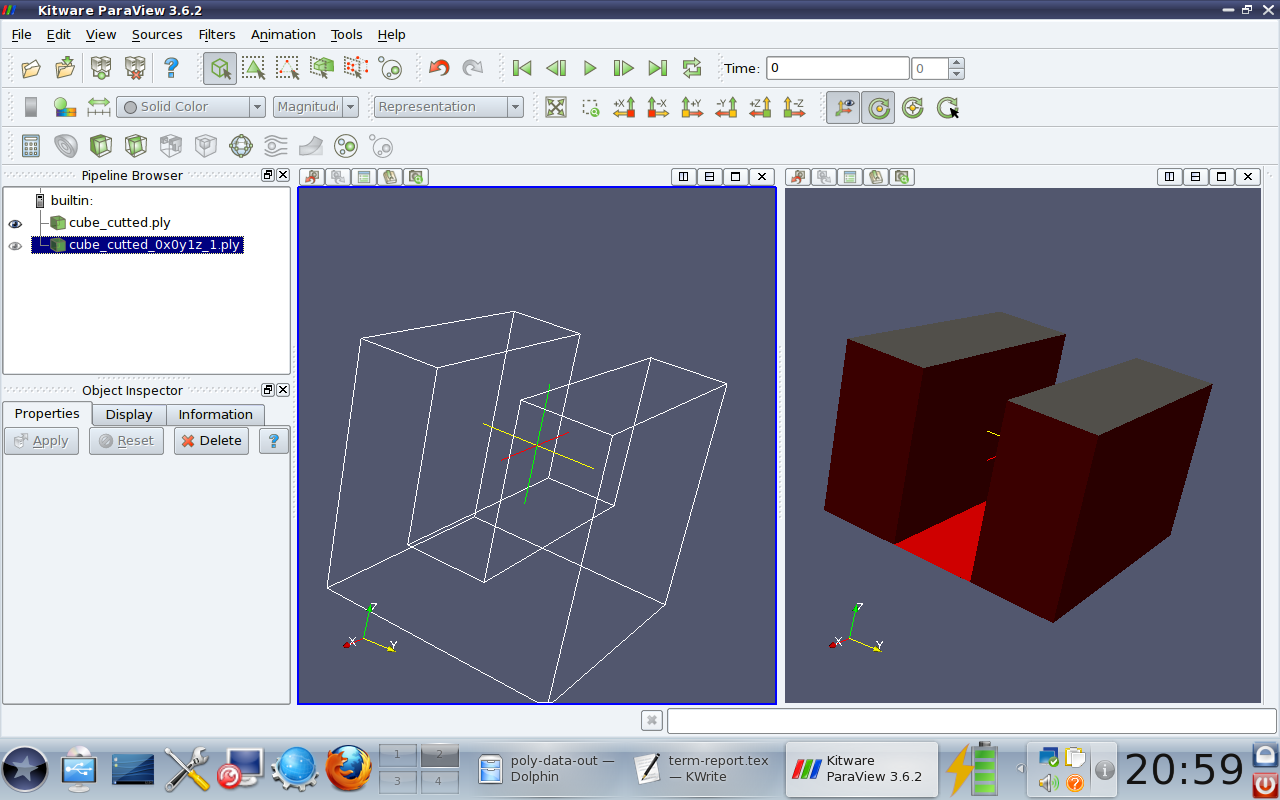 Kitware ParaView 3.6.2
File Edit View Sources Filters Animation Tools Help
? Time: 0 0
Solid Color Magnitud Representation +X -X +Y -Y +Z -Z
Pipeline Browser
builtin:
cube_cutted.ply
cube_cutted_0x0y1z_1.ply
Object Inspector
Properties Display Information
Apply Reset Delete ?
Z
X Y
Z
X Y
1 2
3 4
poly-data-out —
Dolphin
term-report.tex
— KWrite
Kitware
ParaView 3.6.2
20:59